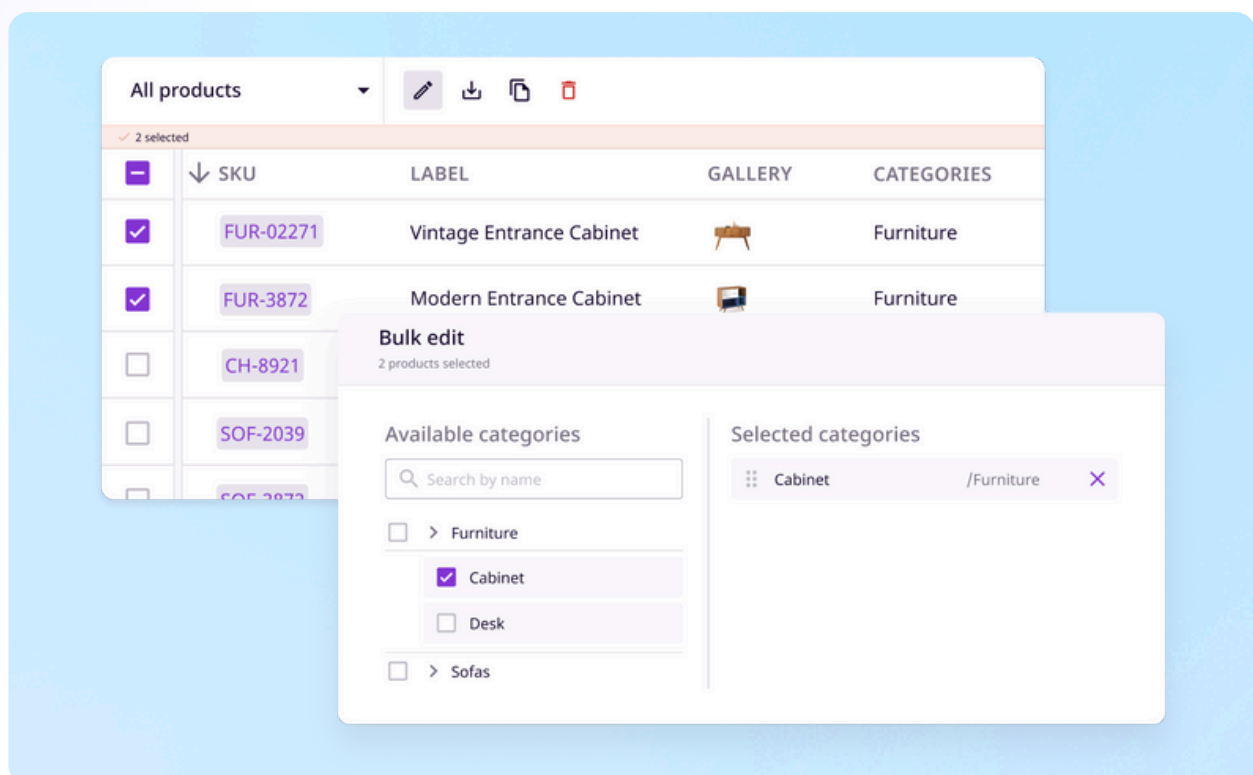 All products
2 selected
SKU LABEL GALLERY CATEGORIES
FUR-02271 Vintage Entrance Cabinet Furniture
FUR-3872 Modern Entrance Cabinet Furniture
CH-8921
SOF-2039
SOF-3872
Bulk edit
2 products selected
Available categories
Search by name
Furniture
Cabinet
Desk
Sofas
Selected categories
Cabinet /Furniture